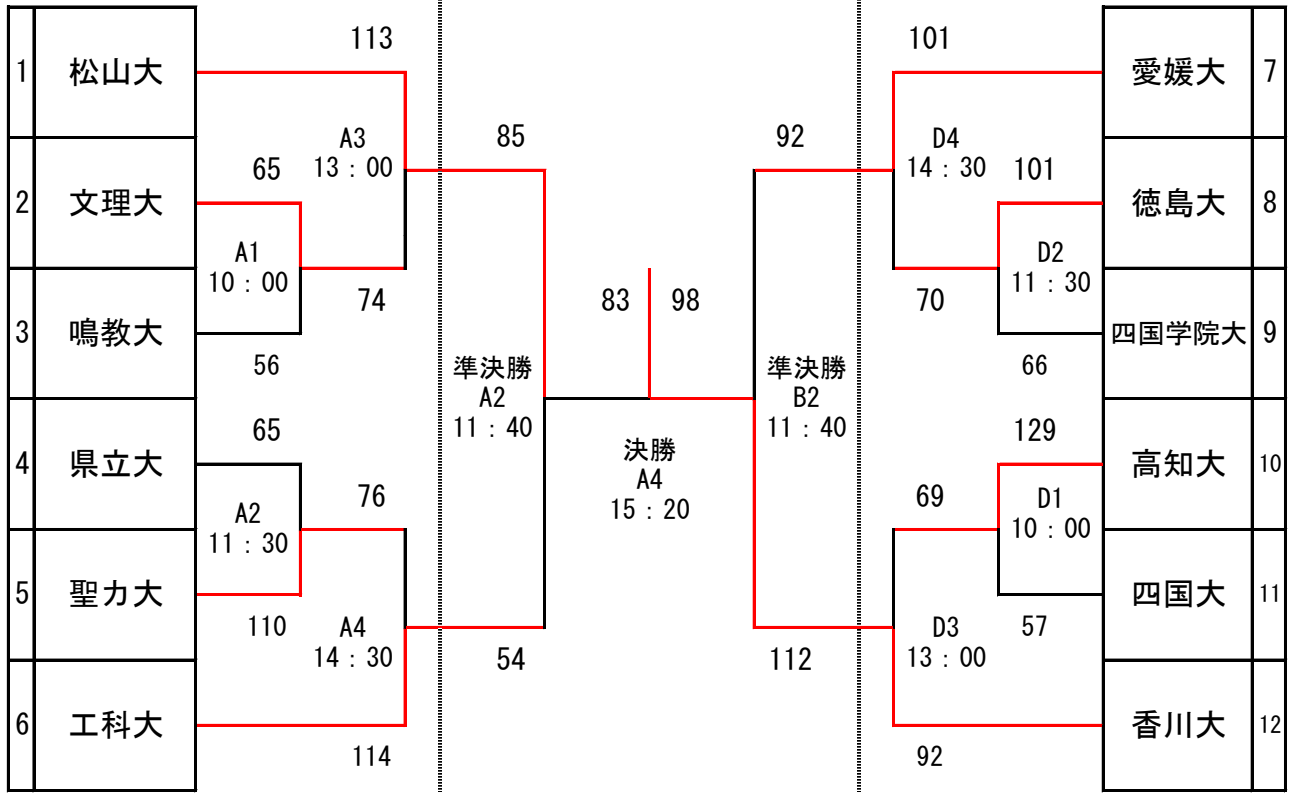 113
101
1 松山大
愛媛大 7
A3
13：00
85
92
D4
14：30
65
101
2 文理大
徳島大 8
A1
10：00
D2
11：30
74
83
98
70
3 鳴教大
四国学院大 9
56
準決勝
A2
11：40
準決勝
B2
11：40
66
65
129
4 県立大
高知大 10
決勝
A4
15：20
76
69
A2
11：30
D1
10：00
5 聖カ大
四国大 11
110
A4
14：30
D3
13：00
57
54
112
6 工科大
香川大 12
114
92